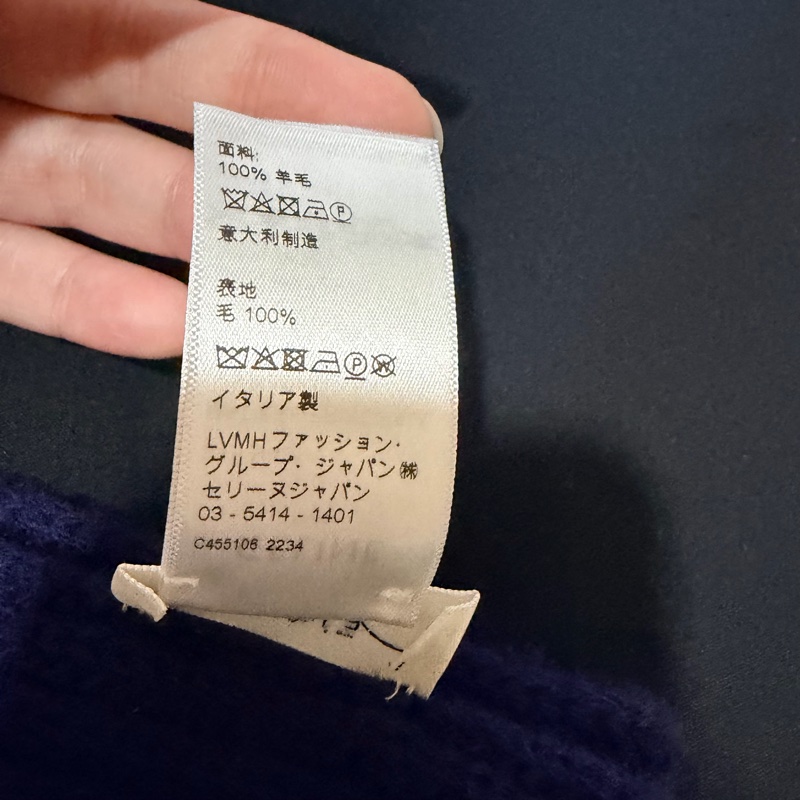 面料:
100% 羊毛
意大利制造
表地
毛 100%
イタリア製
LVMHファッション・
グループ・ジャパン㈱
セリーヌジャパン
03 - 5414 - 1401
C455106 2234